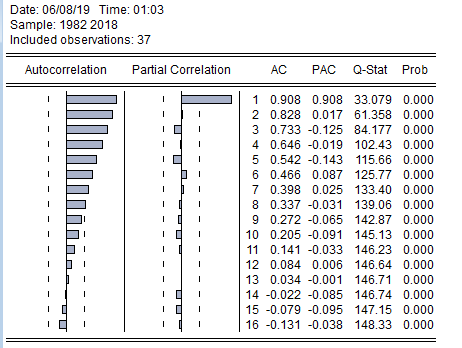 Date: 06/08/19 Time: 01:03
Sample: 1982 2018
Included observations: 37
Autocorrelation Partial Correlation AC PAC Q-Stat Prob
1 0.908 0.908 33.079 0.000
2 0.828 0.017 61.358 0.000
3 0.733 -0.125 84.177 0.000
4 0.646 -0.019 102.43 0.000
5 0.542 -0.143 115.66 0.000
6 0.466 0.087 125.77 0.000
7 0.398 0.025 133.40 0.000
8 0.337 -0.031 139.06 0.000
9 0.272 -0.065 142.87 0.000
10 0.205 -0.091 145.13 0.000
11 0.141 -0.033 146.23 0.000
12 0.084 0.006 146.64 0.000
13 0.034 -0.001 146.71 0.000
14 -0.022 -0.085 146.74 0.000
15 -0.079 -0.095 147.15 0.000
16 -0.131 -0.038 148.33 0.000